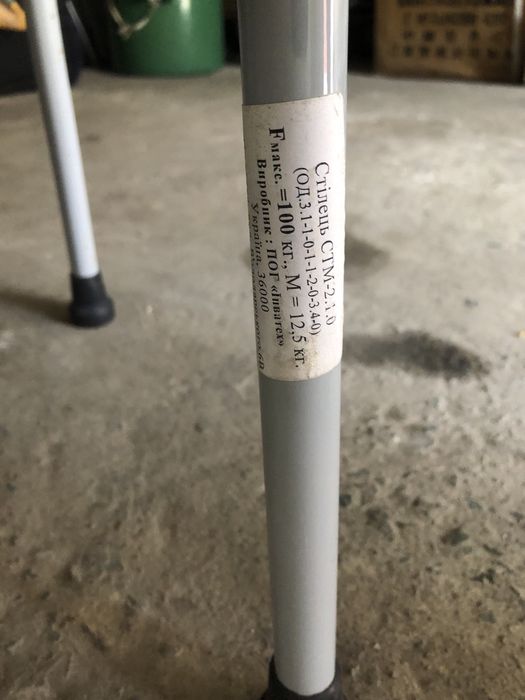 Стілець СТМ-2.1.0
(ОД.3.1-1-0-1-1-2-0-3.4-0)
Fмакс. =100 кг., М = 12,5 кг.
Виробник : ПОГ «Інватех»
Україна, 36000